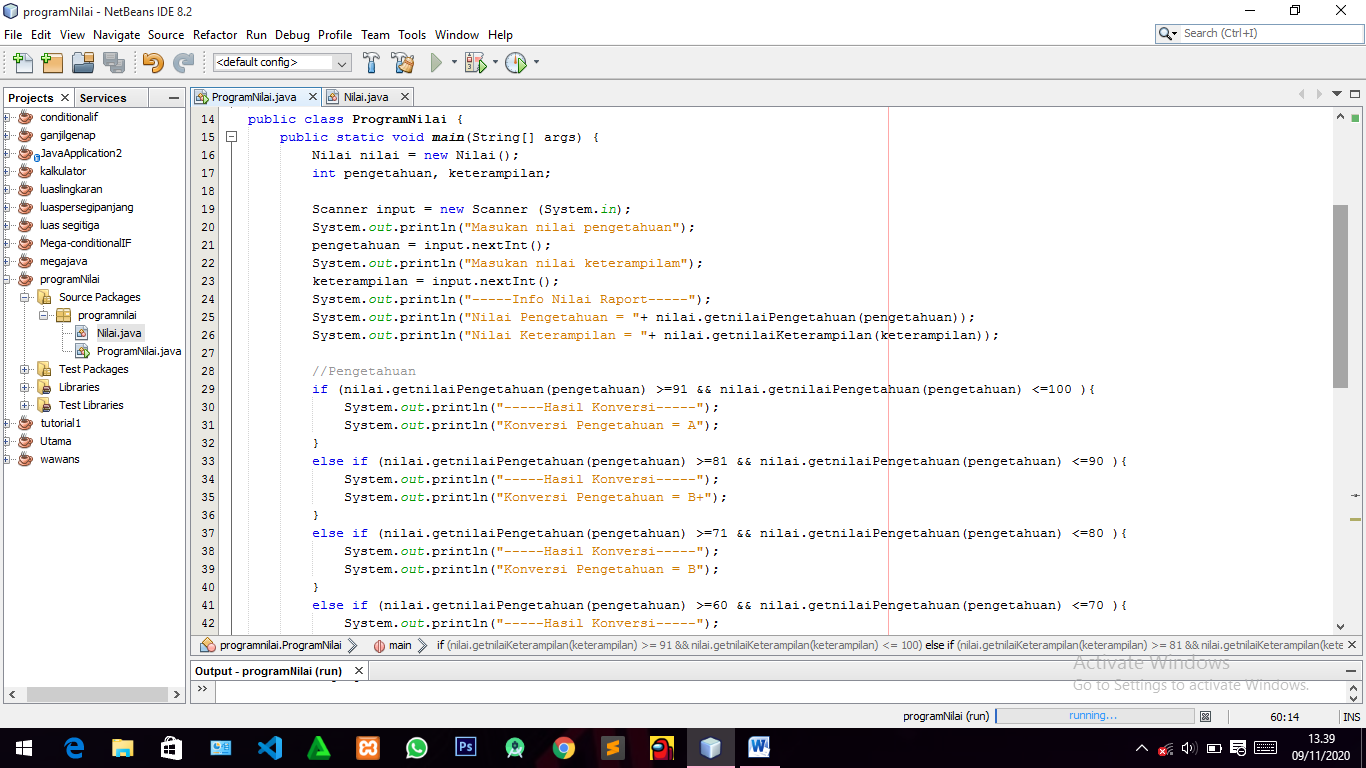 programNilai - NetBeans IDE 8.2
File Edit View Navigate Source Refactor Run Debug Profile Team Tools Window Help
Search (Ctrl+I)
<default config>
Projects
Services
ProgramNilai.java
Nilai.java
conditionalif
ganjilgenap
JavaApplication2
kalkulator
luaslingkaran
luaspersegipanjang
luas segitiga
Mega-conditionalIF
megajava
programNilai
Source Packages
programnilai
Nilai.java
ProgramNilai.java
Test Packages
Libraries
Test Libraries
tutorial1
Utama
wawans
14 public class ProgramNilai {
15 public static void main(String[] args) {
16 Nilai nilai = new Nilai();
17 int pengetahuan, keterampilan;
18
19 Scanner input = new Scanner (System.in);
20 System.out.println("Masukan nilai pengetahuan");
21 pengetahuan = input.nextInt();
22 System.out.println("Masukan nilai keterampilam");
23 keterampilan = input.nextInt();
24 System.out.println("-----Info Nilai Raport-----");
25 System.out.println("Nilai Pengetahuan = "+ nilai.getnilaiPengetahuan(pengetahuan));
26 System.out.println("Nilai Keterampilan = "+ nilai.getnilaiKeterampilan(keterampilan));
27
28 //Pengetahuan
29 if (nilai.getnilaiPengetahuan(pengetahuan) >=91 && nilai.getnilaiPengetahuan(pengetahuan) <=100 ){
30 System.out.println("-----Hasil Konversi-----");
31 System.out.println("Konversi Pengetahuan = A");
32 }
33 else if (nilai.getnilaiPengetahuan(pengetahuan) >=81 && nilai.getnilaiPengetahuan(pengetahuan) <=90 ){
34 System.out.println("-----Hasil Konversi-----");
35 System.out.println("Konversi Pengetahuan = B+");
36 }
37 else if (nilai.getnilaiPengetahuan(pengetahuan) >=71 && nilai.getnilaiPengetahuan(pengetahuan) <=80 ){
38 System.out.println("-----Hasil Konversi-----");
39 System.out.println("Konversi Pengetahuan = B");
40 }
41 else if (nilai.getnilaiPengetahuan(pengetahuan) >=60 && nilai.getnilaiPengetahuan(pengetahuan) <=70 ){
42 System.out.println("-----Hasil Konversi-----");
programnilai.ProgramNilai main if (nilai.getnilaiKeterampilan(keterampilan) >= 91 && nilai.getnilaiKeterampilan(keterampilan) <= 100) else if (nilai.getnilaiKeterampilan(keterampilan) >= 81 && nilai.getnilaiKeterampilan(kete
Output - programNilai (run)
Activate Windows
Go to Settings to activate Windows.
programNilai (run) running... 60:14 INS
13.39
09/11/2020